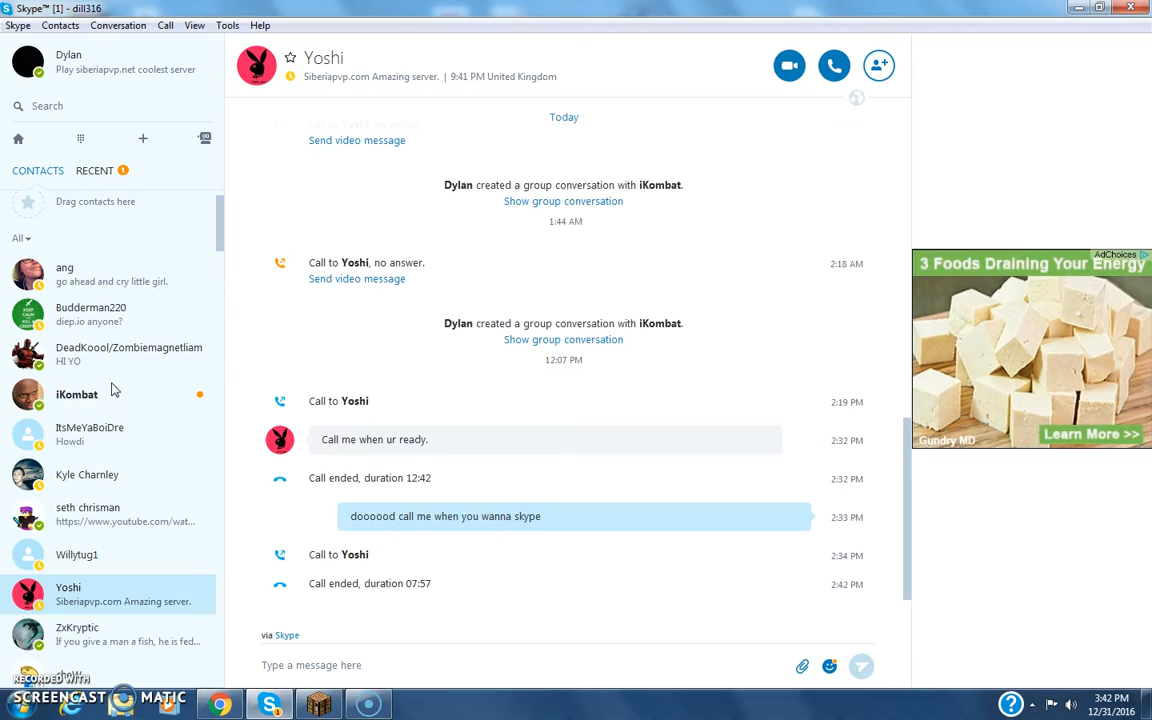 Skype™ [1] - dill316
Skype Contacts Conversation Call View Tools Help
Dylan
Play siberiapvp.net coolest server
Search
CONTACTS RECENT 1
Drag contacts here
All
ang
go ahead and cry little girl.
Budderman220
diep.io anyone?
DeadKoool/Zombiemagnetliam
HI YO
iKombat
ItsMeYaBoiDre
Howdi
Kyle Charnley
seth chrisman
https://www.youtube.com/wat...
Willytug1
Yoshi
Siberiapvp.com Amazing server.
ZxKryptic
If you give a man a fish, he is fed...
RECORDED WITH
SCREENCAST MATIC
Yoshi
Siberiapvp.com Amazing server. | 9:41 PM United Kingdom
Today
Call to Yoshi, no answer.
Send video message
Dylan created a group conversation with iKombat.
Show group conversation
1:44 AM
Call to Yoshi, no answer. 2:18 AM
Send video message
Dylan created a group conversation with iKombat.
Show group conversation
12:07 PM
Call to Yoshi 2:19 PM
Call me when ur ready. 2:32 PM
Call ended, duration 12:42 2:32 PM
doooood call me when you wanna skype 2:33 PM
Call to Yoshi 2:34 PM
Call ended, duration 07:57 2:42 PM
via Skype
Type a message here
AdChoices
3 Foods Draining Your Energy
Gundry MD
Learn More >>
3:42 PM
12/31/2016